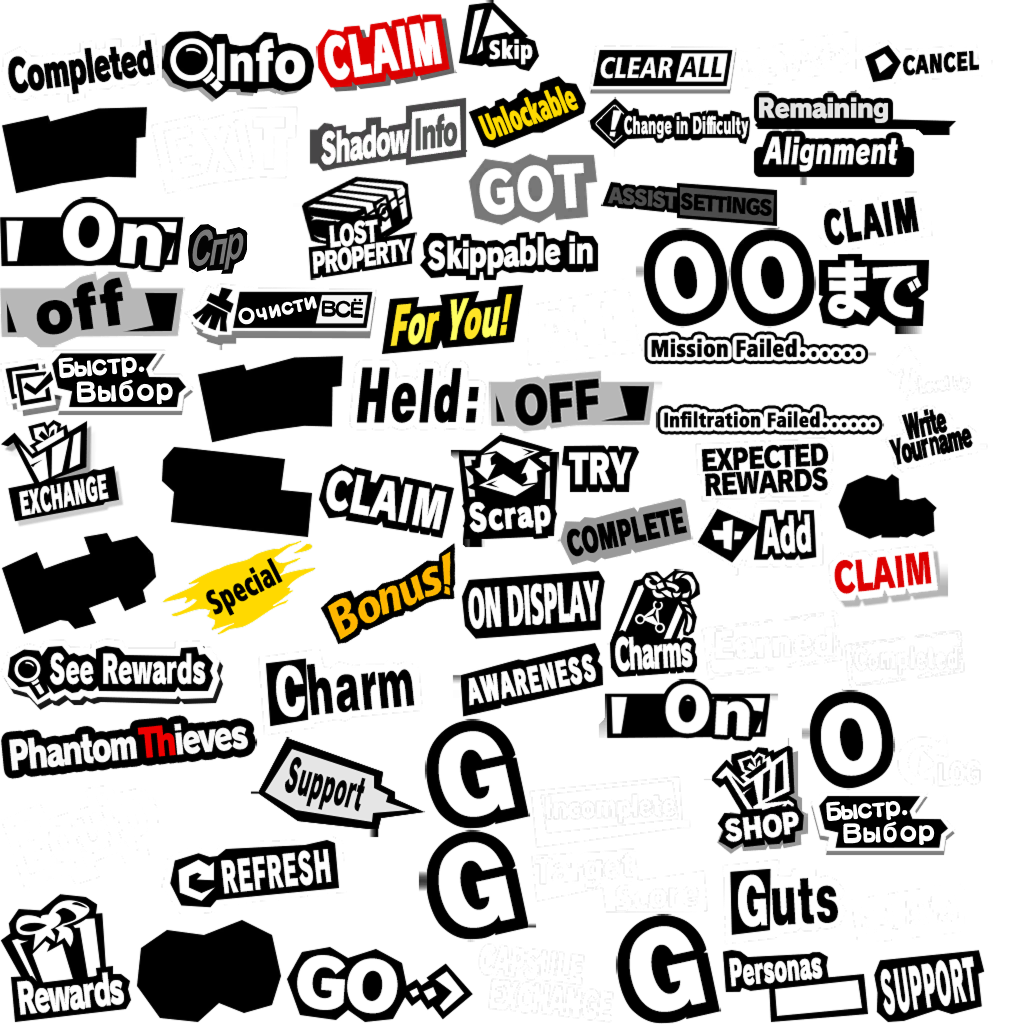 Completed
Info
CLAIM
Skip
CLEAR ALL
CANCEL
EXIT
Shadow Info
Unlockable
Change in Difficulty
Remaining
Alignment
GOT
ASSIST SETTINGS
On
Спр
LOST
PROPERTY
Skippable in
00
CLAIM
まで
off
Очисти ВСЁ
For You!
Mission Failed......
Быстр.
Выбор
Held:
OFF
Infiltration Failed......
Write
Your name
EXCHANGE
CLAIM
Scrap
TRY
EXPECTED
REWARDS
COMPLETE
Add
Special
Bonus!
ON DISPLAY
CLAIM
Charms
Earned
Completed
See Rewards
Charm
AWARENESS
On
0
Phantom Thieves
Support
G
Incomplete
SHOP
LOG
Быстр.
Выбор
REFRESH
G
Target
Guts
Rewards
GO
CAPSULE
EXCHANGE
G
Personas
SUPPORT